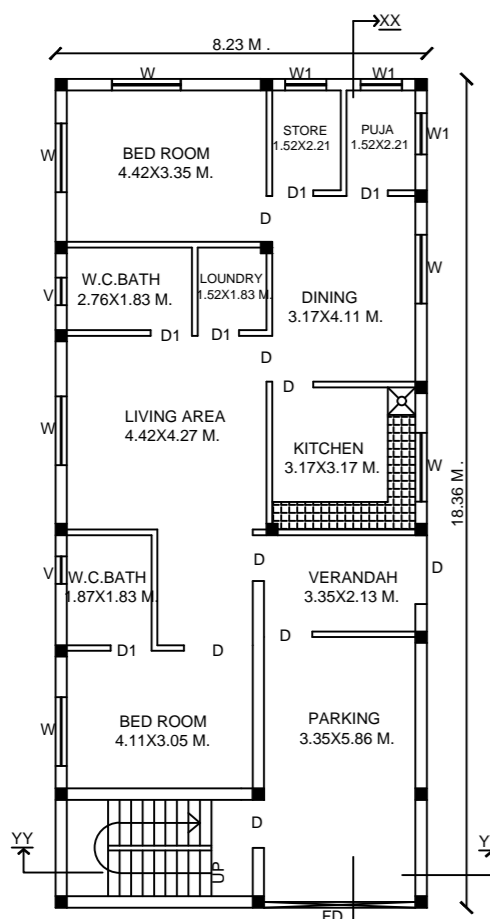 XX
8.23 M .
W
W1
W1
W
BED ROOM
4.42X3.35 M.
STORE
1.52X2.21
PUJA
1.52X2.21
W1
D1
D1
D
W.C.BATH
2.76X1.83 M.
LOUNDRY
1.52X1.83 M.
V
DINING
3.17X4.11 M.
W
D1
D1
D
D
LIVING AREA
4.42X4.27 M.
W
KITCHEN
3.17X3.17 M.
W
18.36 M .
V
W.C.BATH
1.87X1.83 M.
D
VERANDAH
3.35X2.13 M.
D
D1
D
D
W
BED ROOM
4.11X3.05 M.
PARKING
3.35X5.86 M.
YY
D
UP
Y
FD